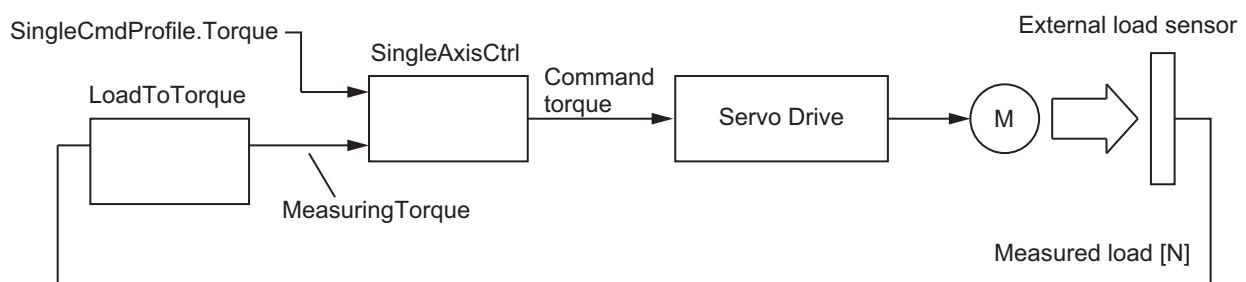 External load sensor
SingleCmdProfile.Torque
SingleAxisCtrl
Command
torque
LoadToTorque
Servo Drive
M
MeasuringTorque
Measured load [N]